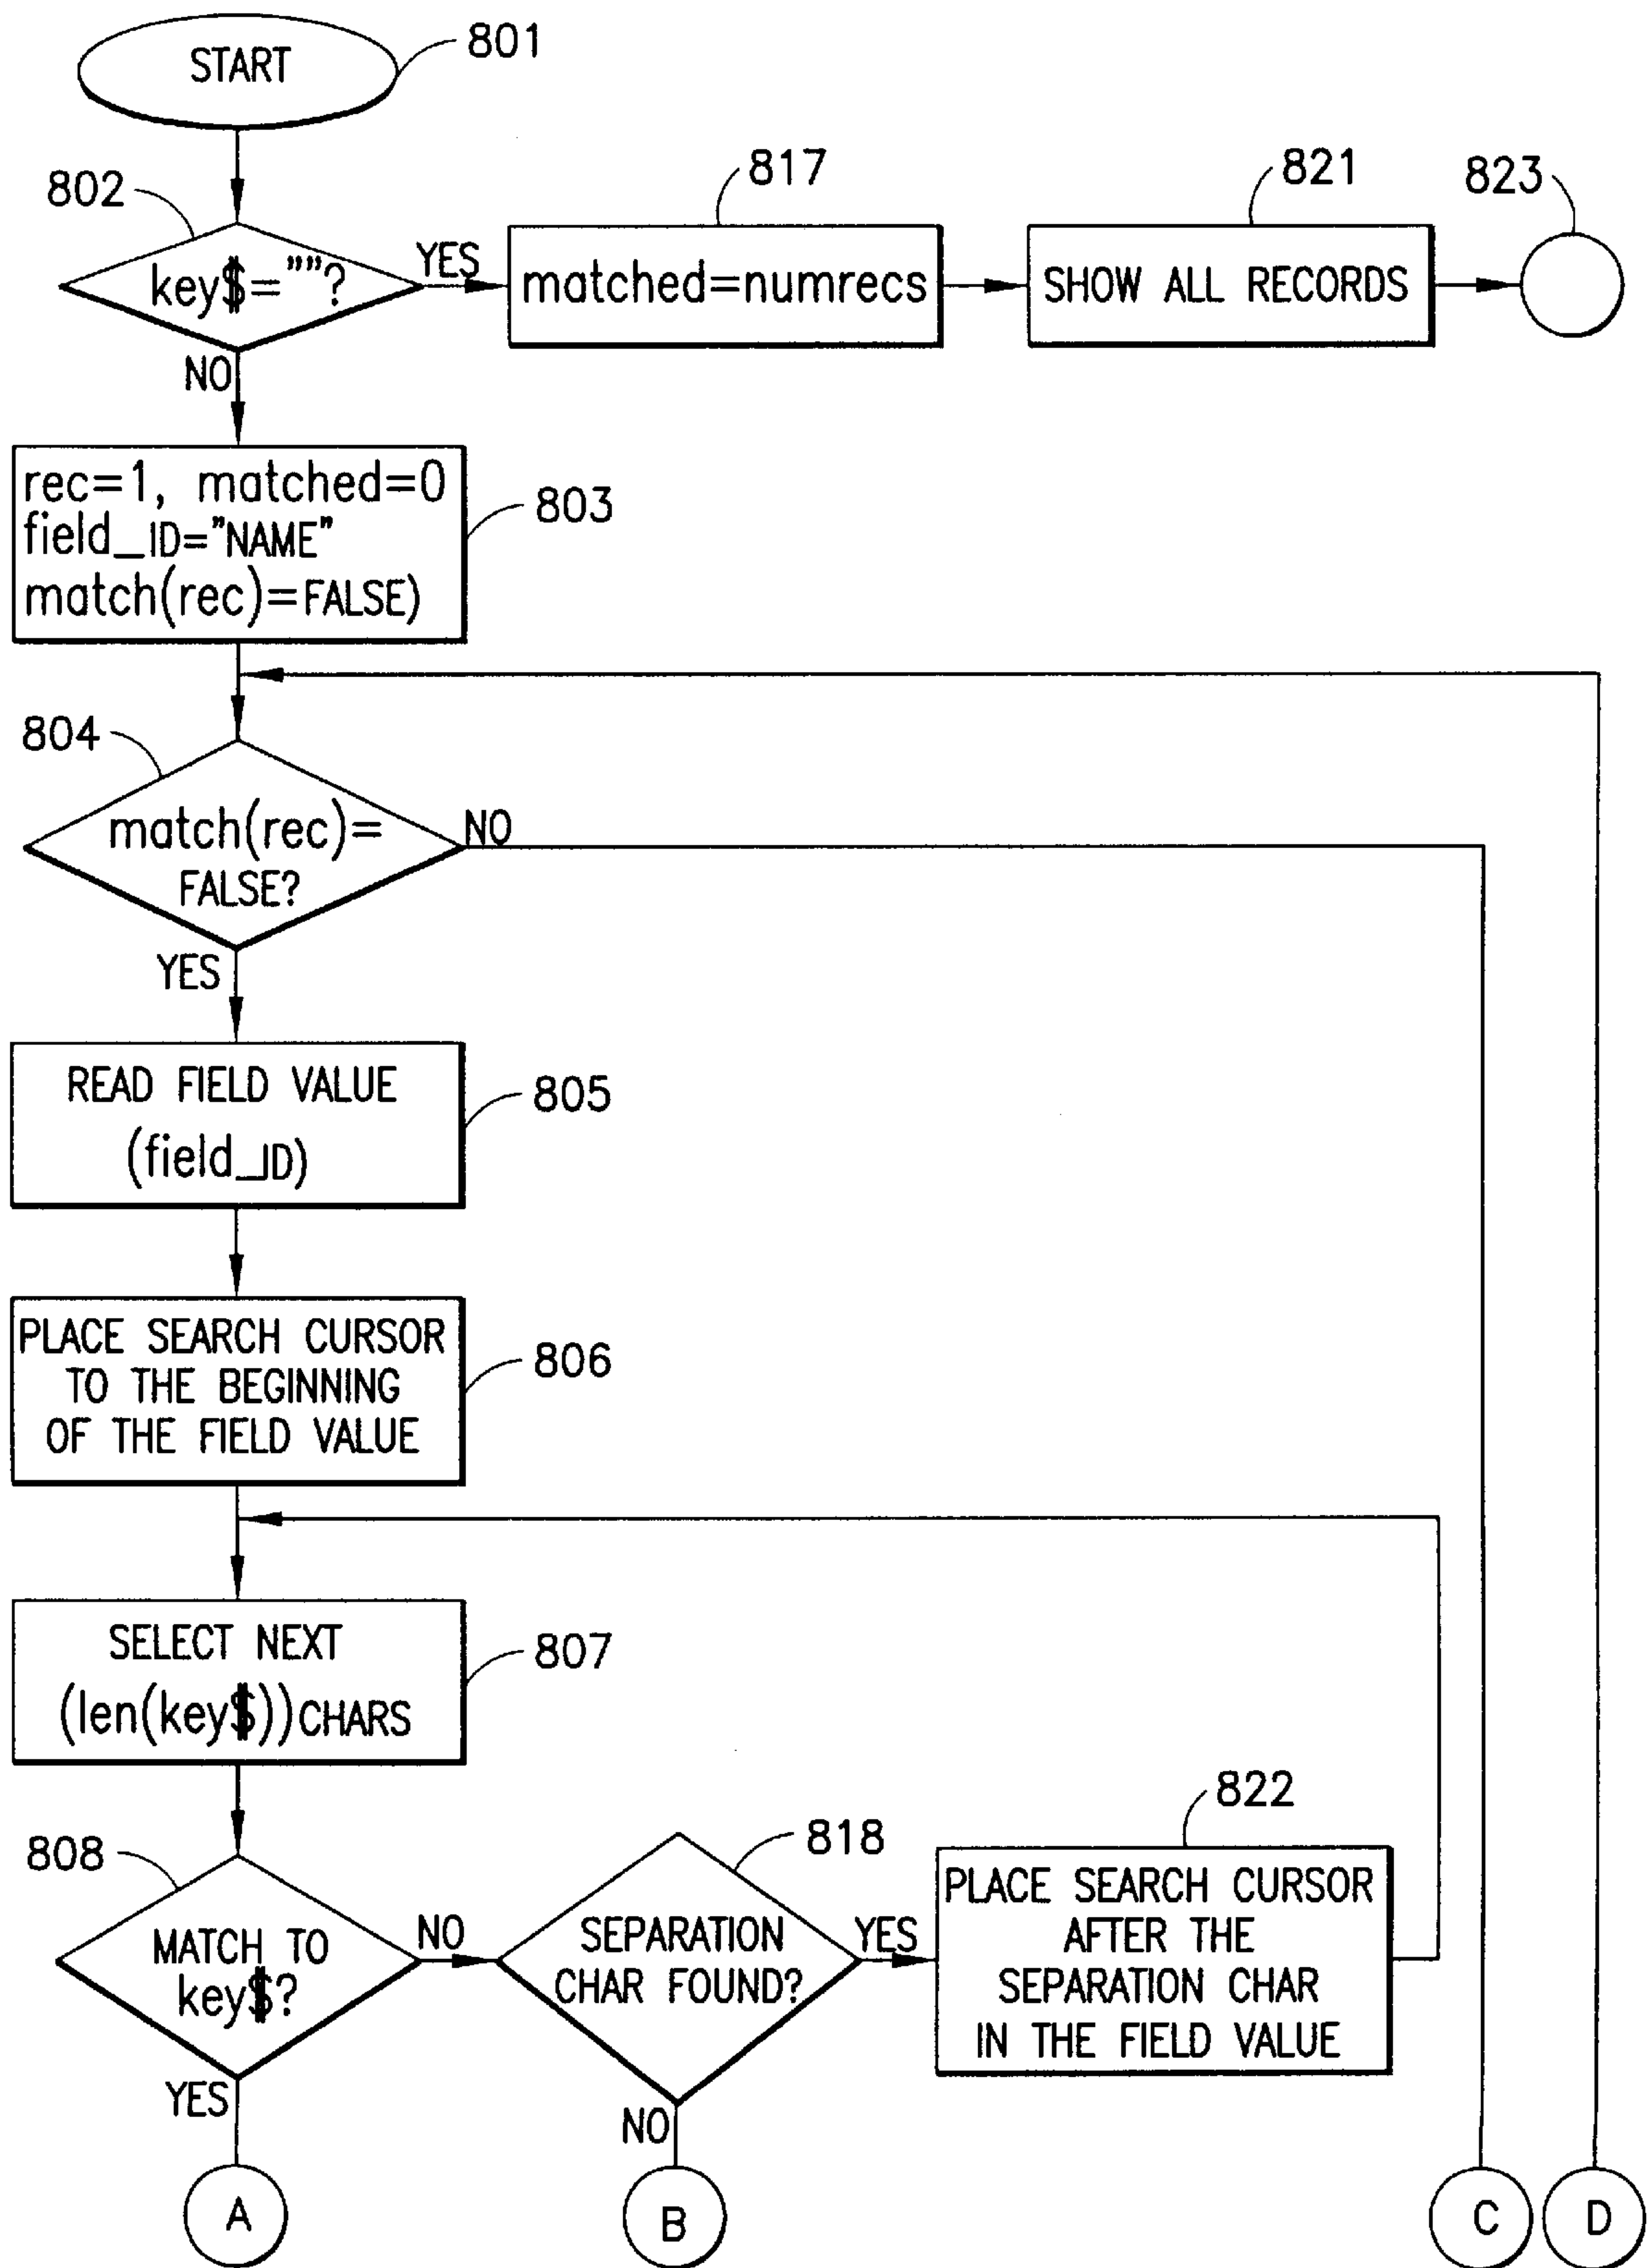 START
801
802
key$=""?
YES
817
matched=numrecs
821
SHOW ALL RECORDS
823
NO
rec=1, matched=0
field_ID="NAME"
match(rec)=FALSE)
803
804
match(rec)=
FALSE?
NO
YES
READ FIELD VALUE
(field_ID)
805
PLACE SEARCH CURSOR
TO THE BEGINNING
OF THE FIELD VALUE
806
SELECT NEXT
(len(key$))CHARS
807
808
MATCH TO
key$?
NO
YES
818
SEPARATION
CHAR FOUND?
YES
NO
822
PLACE SEARCH CURSOR
AFTER THE
SEPARATION CHAR
IN THE FIELD VALUE
A
B
C
D